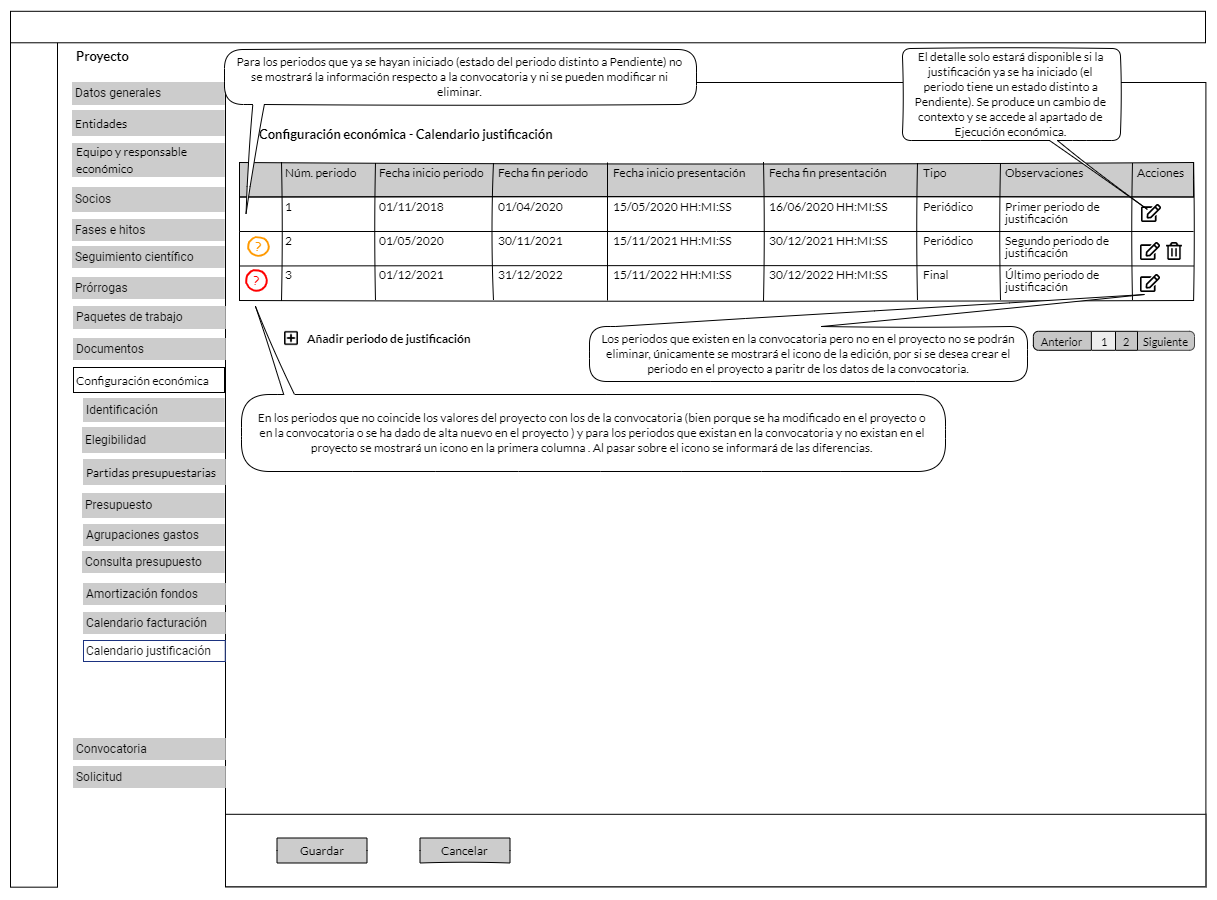 Proyecto
Datos generales
Entidades
Equipo y responsable
económico
Socios
Fases e hitos
Seguimiento científico
Prórrogas
Paquetes de trabajo
Documentos
Configuración económica
Identificación
Elegibilidad
Partidas presupuestarias
Presupuesto
Agrupaciones gastos
Consulta presupuesto
Amortización fondos
Calendario facturación
Calendario justificación
Convocatoria
Solicitud
Para los periodos que ya se hayan iniciado (estado del periodo distinto a Pendiente) no
se mostrará la información respecto a la convocatoria y ni se pueden modificar ni
eliminar.
El detalle solo estará disponible si la
justificación ya se ha iniciado (el
periodo tiene un estado distinto a
Pendiente). Se produce un cambio de
contexto y se accede al apartado de
Ejecución económica.
Configuración económica - Calendario justificación
Núm. periodo Fecha inicio periodo Fecha fin periodo Fecha inicio presentación Fecha fin presentación Tipo Observaciones Acciones
1 01/11/2018 01/04/2020 15/05/2020 HH:MI:SS 16/06/2020 HH:MI:SS Periódico Primer periodo de
justificación
? 2 01/05/2020 30/11/2021 15/11/2021 HH:MI:SS 30/12/2021 HH:MI:SS Periódico Segundo periodo de
justificación
? 3 01/12/2021 31/12/2022 15/11/2022 HH:MI:SS 30/12/2022 HH:MI:SS Final Último periodo de
justificación
Añadir periodo de justificación
Los periodos que existen en la convocatoria pero no en el proyecto no se podrán
eliminar, únicamente se mostrará el icono de la edición, por si se desea crear el
periodo en el proyecto a paritr de los datos de la convocatoria.
Anterior 1 2 Siguiente
En los periodos que no coincide los valores del proyecto con los de la convocatoria (bien porque se ha modificado en el proyecto o
en la convocatoria o se ha dado de alta nuevo en el proyecto ) y para los periodos que existan en la convocatoria y no existan en el
proyecto se mostrará un icono en la primera columna . Al pasar sobre el icono se informará de las diferencias.
Guardar Cancelar